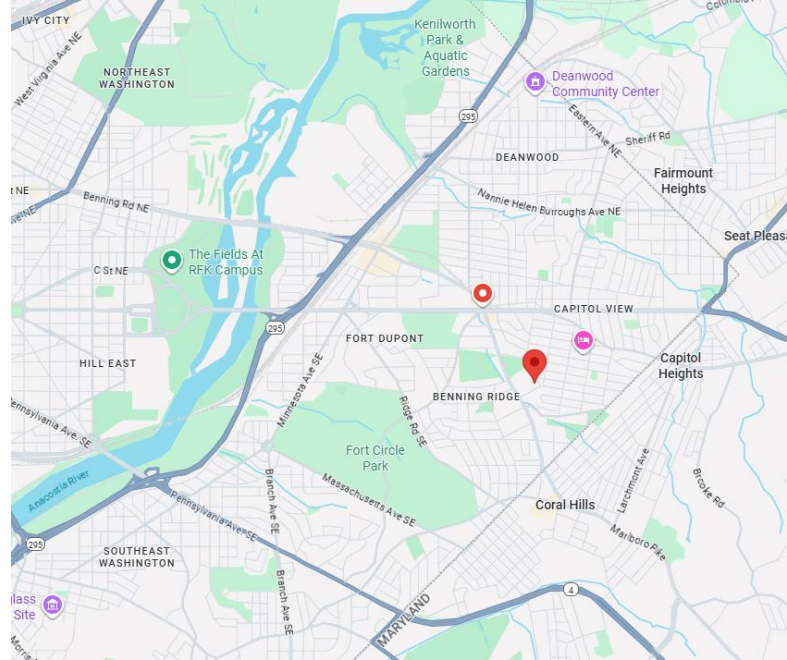 IVY CITY
West Virginia Ave NE
NORTHEAST
WASHINGTON
Kenilworth
Park &
Aquatic
Gardens
Deanwood
Community Center
295
Eastern Ave NE
Sheriff Rd
DEANWOOD
Fairmount
Heights
Nannie Helen Burroughs Ave NE
Benning Rd NE
Seat Pleasa
The Fields At
RFK Campus
C St NE
CAPITOL VIEW
295
FORT DUPONT
HILL EAST
Capitol
Heights
Minnesota Ave SE
BENNING RIDGE
Ridge Rd SE
Pennsylvania Ave. SE
Fort Circle
Park
Larchmont Ave
Brooke Rd
Anacostia River
Branch Ave SE
Massachusetts Ave SE
Coral Hills
Pennsylvania Ave. SE
Marlboro Pike
295
SOUTHEAST
WASHINGTON
Branch Ave SE
4
MARYLAND
lass
Site